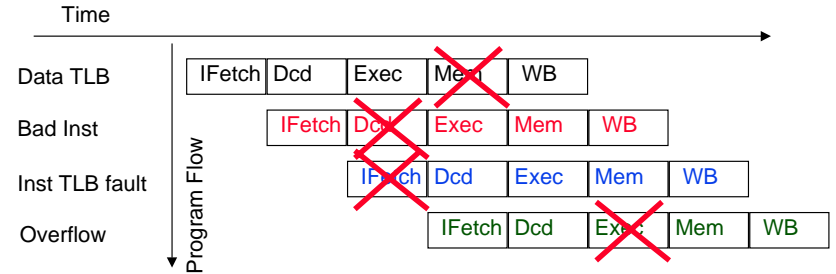 Time
Data TLB IFetch Dcd Exec Mem WB
Bad Inst IFetch Dcd Exec Mem WB
Inst TLB fault IFetch Dcd Exec Mem WB
Overflow IFetch Dcd Exec Mem WB
Program Flow